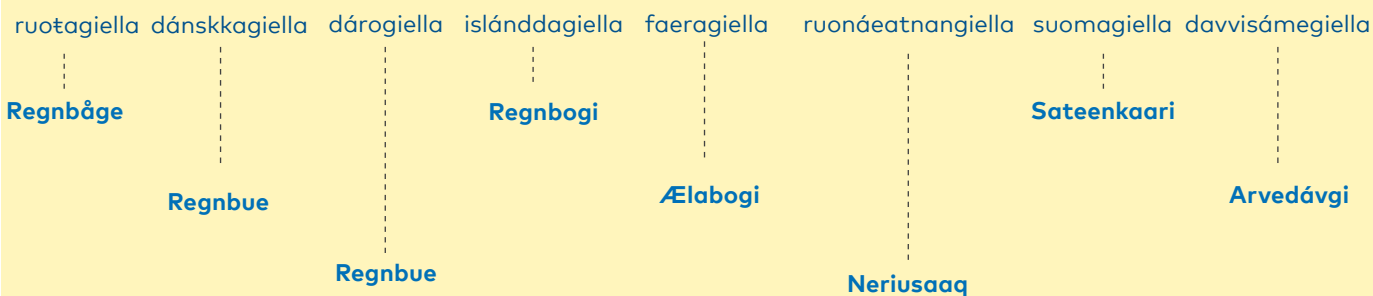 ruoŧagiella dánskkagiella dárogiella islánddagiella faeragiella ruonáeatnangiella suomagiella davvisámegiella
Regnbåge Regnbogi Sateenkaari
Regnbue Ælabogi Arvedávgi
Regnbue Neriusaaq